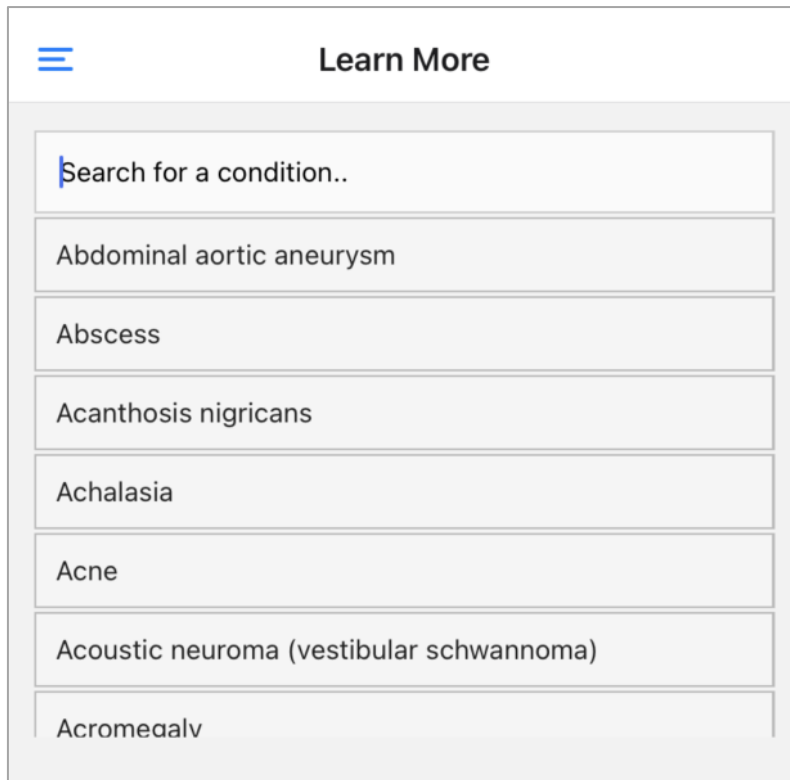 Learn More
Search for a condition..
Abdominal aortic aneurysm
Abscess
Acanthosis nigricans
Achalasia
Acne
Acoustic neuroma (vestibular schwannoma)
Acromegaly